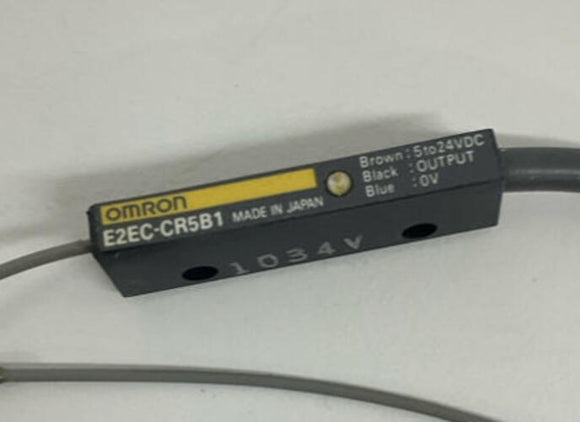 OMRON
E2EC-CR5B1 MADE IN JAPAN
Brown : 5to24VDC
Black : OUTPUT
Blue : 0V
1034V